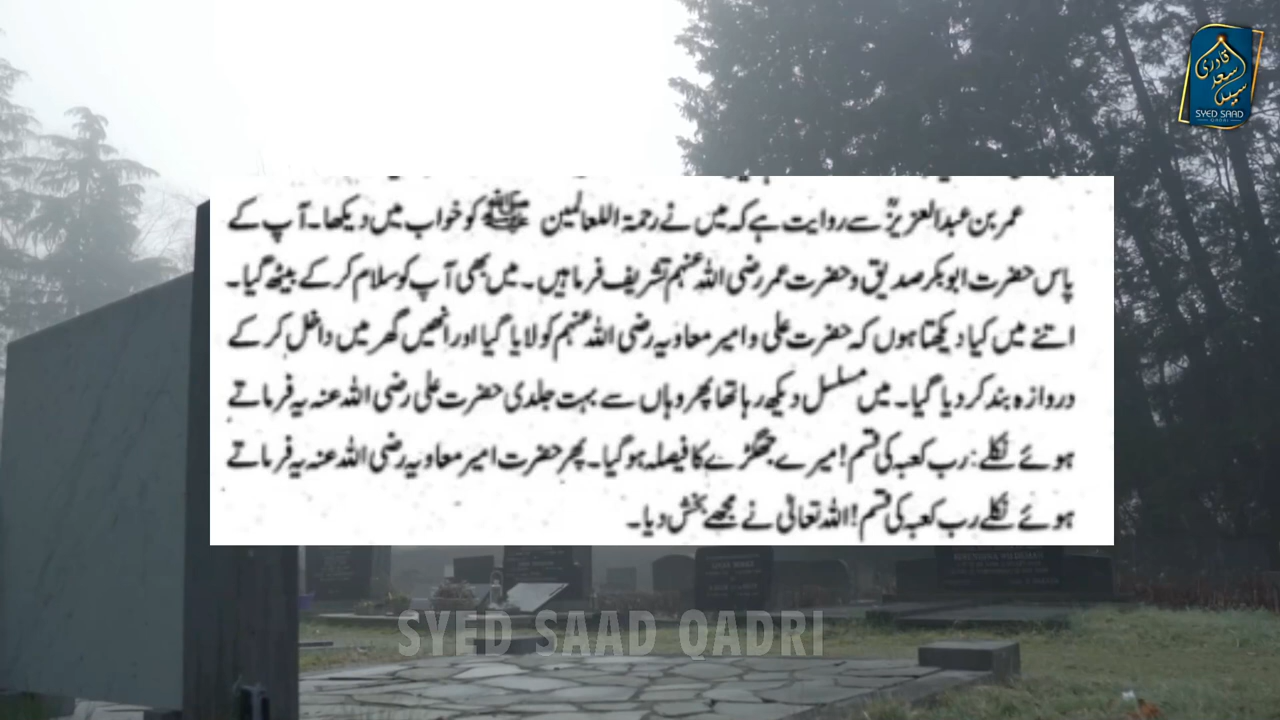 قادری
سعد
سید
SYED SAAD
QADRI
عمر بن عبدالعزیزؒ سے روایت ہے کہ میں نے رحمۃ اللعالمین ﷺ کو خواب میں دیکھا۔ آپ کے
پاس حضرت ابوبکر صدیق و حضرت عمر رضی اللہ عنہم تشریف فرما ہیں۔ میں بھی آپ کو سلام کر کے بیٹھ گیا۔
اتنے میں کیا دیکھتا ہوں کہ حضرت علی و امیر معاویہ رضی اللہ عنہم کو لایا گیا اور انھیں گھر میں داخل کر کے
دروازہ بند کر دیا گیا۔ میں مسلسل دیکھ رہا تھا پھر وہاں سے بہت جلدی حضرت علی رضی اللہ عنہ یہ فرماتے
ہوئے نکلے: رب کعبہ کی قسم! میرے جھگڑے کا فیصلہ ہو گیا۔ پھر حضرت امیر معاویہ رضی اللہ عنہ یہ فرماتے
ہوئے نکلے رب کعبہ کی قسم! اللہ تعالیٰ نے مجھے بخش دیا۔
SYED SAAD QADRI